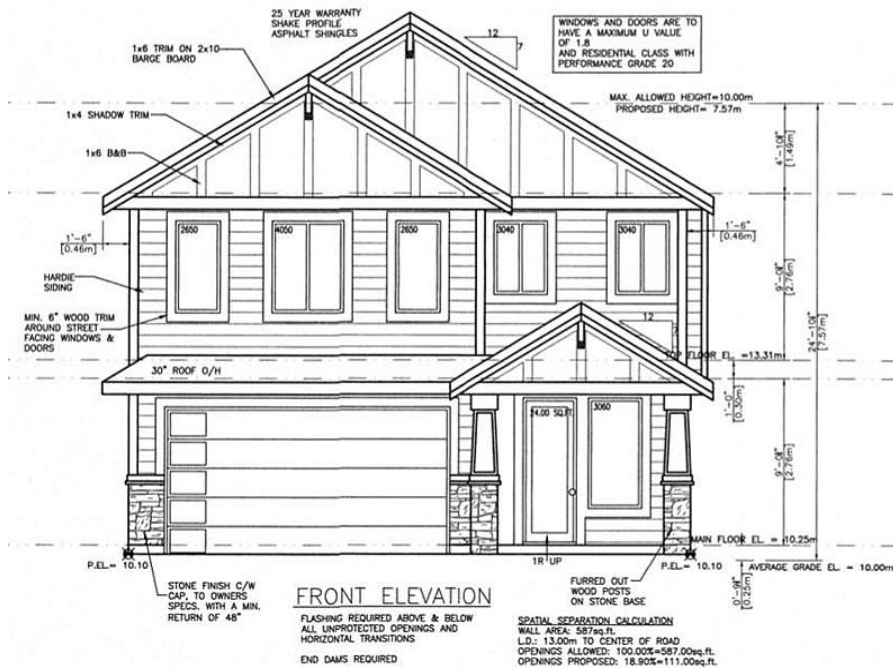 25 YEAR WARRANTY
SHAKE PROFILE
ASPHALT SHINGLES
WINDOWS AND DOORS ARE TO
HAVE A MAXIMUM U VALUE
OF 1.8
AND RESIDENTIAL CLASS WITH
PERFORMANCE GRADE 20
12
7
1x6 TRIM ON 2x10
BARGE BOARD
MAX. ALLOWED HEIGHT=10.00m
PROPOSED HEIGHT= 7.57m
1x4 SHADOW TRIM
1x6 B&B
4'-10"
[1.49m]
1'-6"
[0.46m]
2650
4050
2650
3040
3040
1'-6"
[0.46m]
HARDIE
SIDING
9'-0"
[2.76m]
24'-10"
[7.57m]
MIN. 6" WOOD TRIM
AROUND STREET
FACING WINDOWS &
DOORS
12
7
TOP FLOOR EL. =13.31m
30" ROOF O/H
1'-0"
[0.30m]
24.00 SQ.FT.
3060
9'-0"
[2.76m]
MAIN FLOOR EL. = 10.25m
P.EL.= 10.10
1R UP
P.EL.= 10.10
AVERAGE GRADE EL. = 10.00m
[0.25m]
STONE FINISH C/W
CAP, TO OWNERS
SPECS. WITH A MIN.
RETURN OF 48"
FURRED OUT
WOOD POSTS
ON STONE BASE
FRONT ELEVATION
FLASHING REQUIRED ABOVE & BELOW
ALL UNPROTECTED OPENINGS AND
HORIZONTAL TRANSITIONS
END DAMS REQUIRED
SPATIAL SEPARATION CALCULATION
WALL AREA: 587sq.ft.
L.D.: 13.00m TO CENTER OF ROAD
OPENINGS ALLOWED: 100.00%=587.00sq.ft.
OPENINGS PROPOSED: 18.90%=111.00sq.ft.